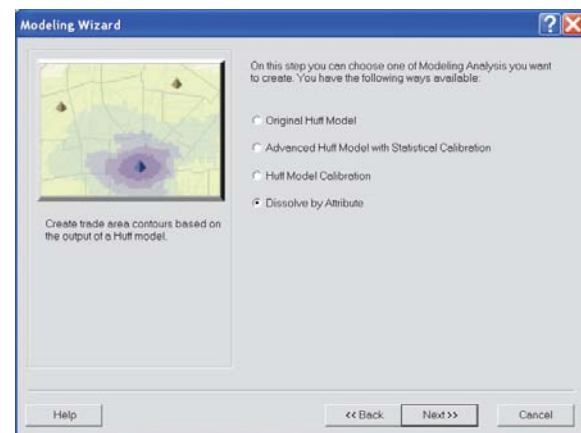 Modeling Wizard
On this step you can choose one of Modeling Analysis you want
to create. You have the following ways available:
Original Huff Model
Advanced Huff Model with Statistical Calibration
Huff Model Calibration
Dissolve by Attribute
Create trade area contours based on
the output of a Huff model.
Help
<< Back
Next >>
Cancel